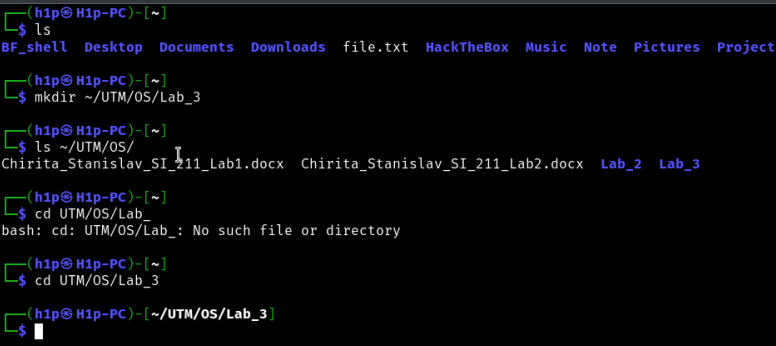 ┌──(h1p㉿H1p-PC)-[~]
└─$ ls
BF_shell  Desktop  Documents  Downloads  file.txt  HackTheBox  Music  Note  Pictures  Project
┌──(h1p㉿H1p-PC)-[~]
└─$ mkdir ~/UTM/OS/Lab_3
┌──(h1p㉿H1p-PC)-[~]
└─$ ls ~/UTM/OS/
Chirita_Stanislav_SI_211_Lab1.docx  Chirita_Stanislav_SI_211_Lab2.docx  Lab_2  Lab_3
┌──(h1p㉿H1p-PC)-[~]
└─$ cd UTM/OS/Lab_
bash: cd: UTM/OS/Lab_: No such file or directory
┌──(h1p㉿H1p-PC)-[~]
└─$ cd UTM/OS/Lab_3
┌──(h1p㉿H1p-PC)-[~/UTM/OS/Lab_3]
└─$